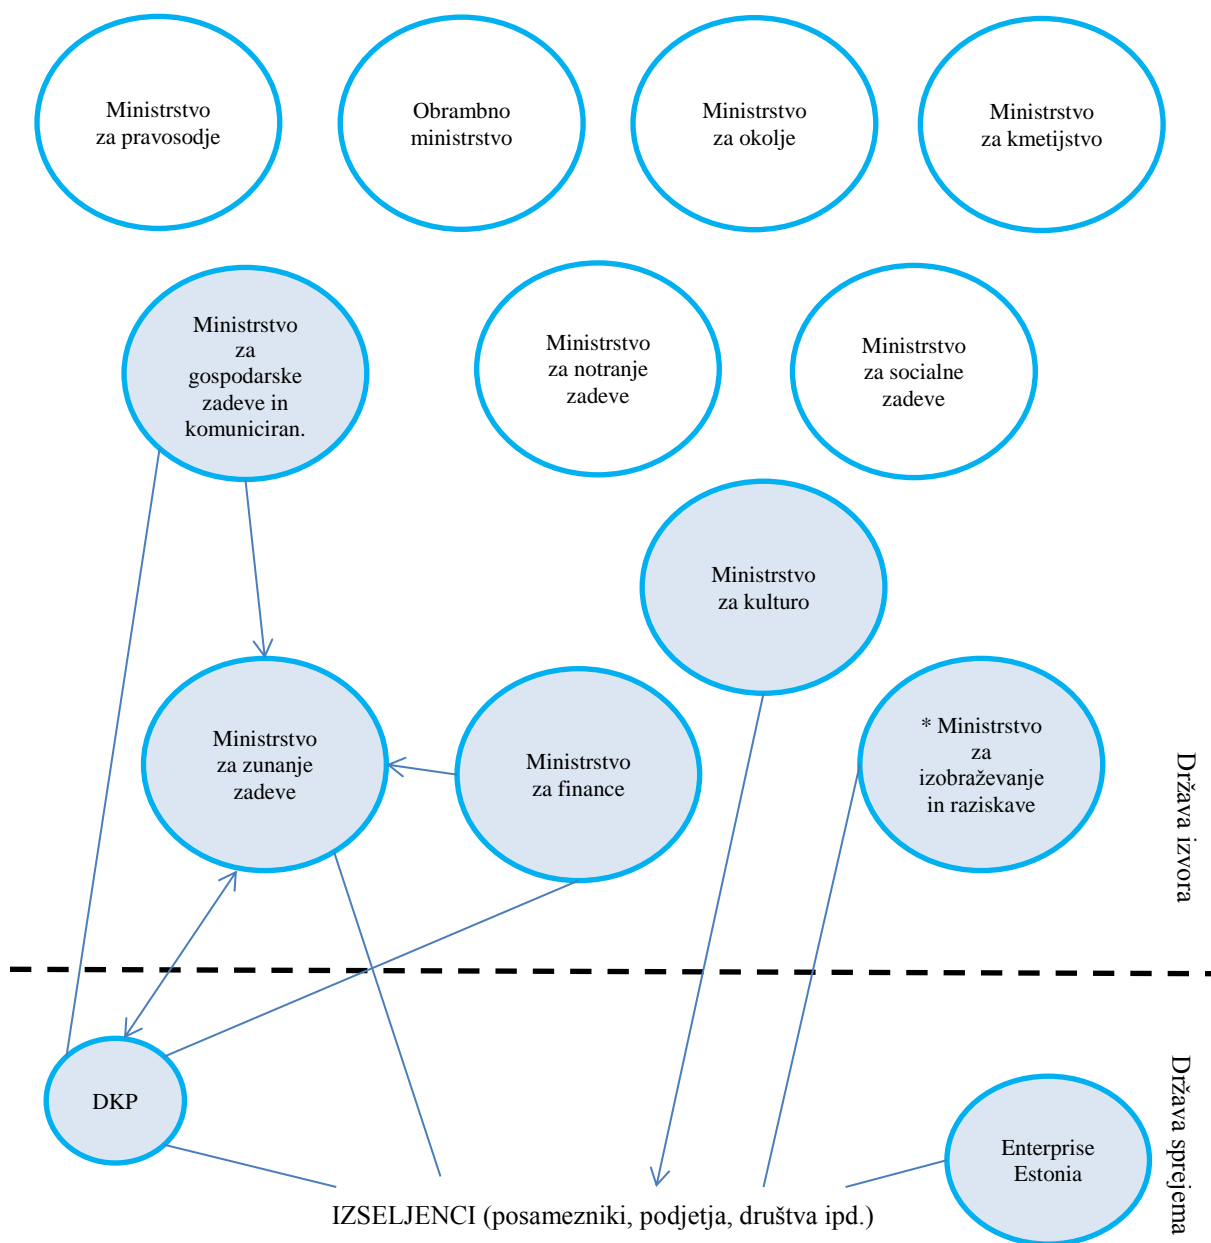 Ministrstvo
za pravosodje
Obrambno
ministrstvo
Ministrstvo
za okolje
Ministrstvo
za kmetijstvo
Ministrstvo
za
gospodarske
zadeve in
komuniciran.
Ministrstvo
za notranje
zadeve
Ministrstvo
za socialne
zadeve
Ministrstvo
za kulturo
Ministrstvo
za zunanje
zadeve
Ministrstvo
za finance
* Ministrstvo
za
izobraževanje
in raziskave
Država izvora
DKP
Enterprise
Estonia
Država sprejema
IZSELJENCI (posamezniki, podjetja, društva ipd.)